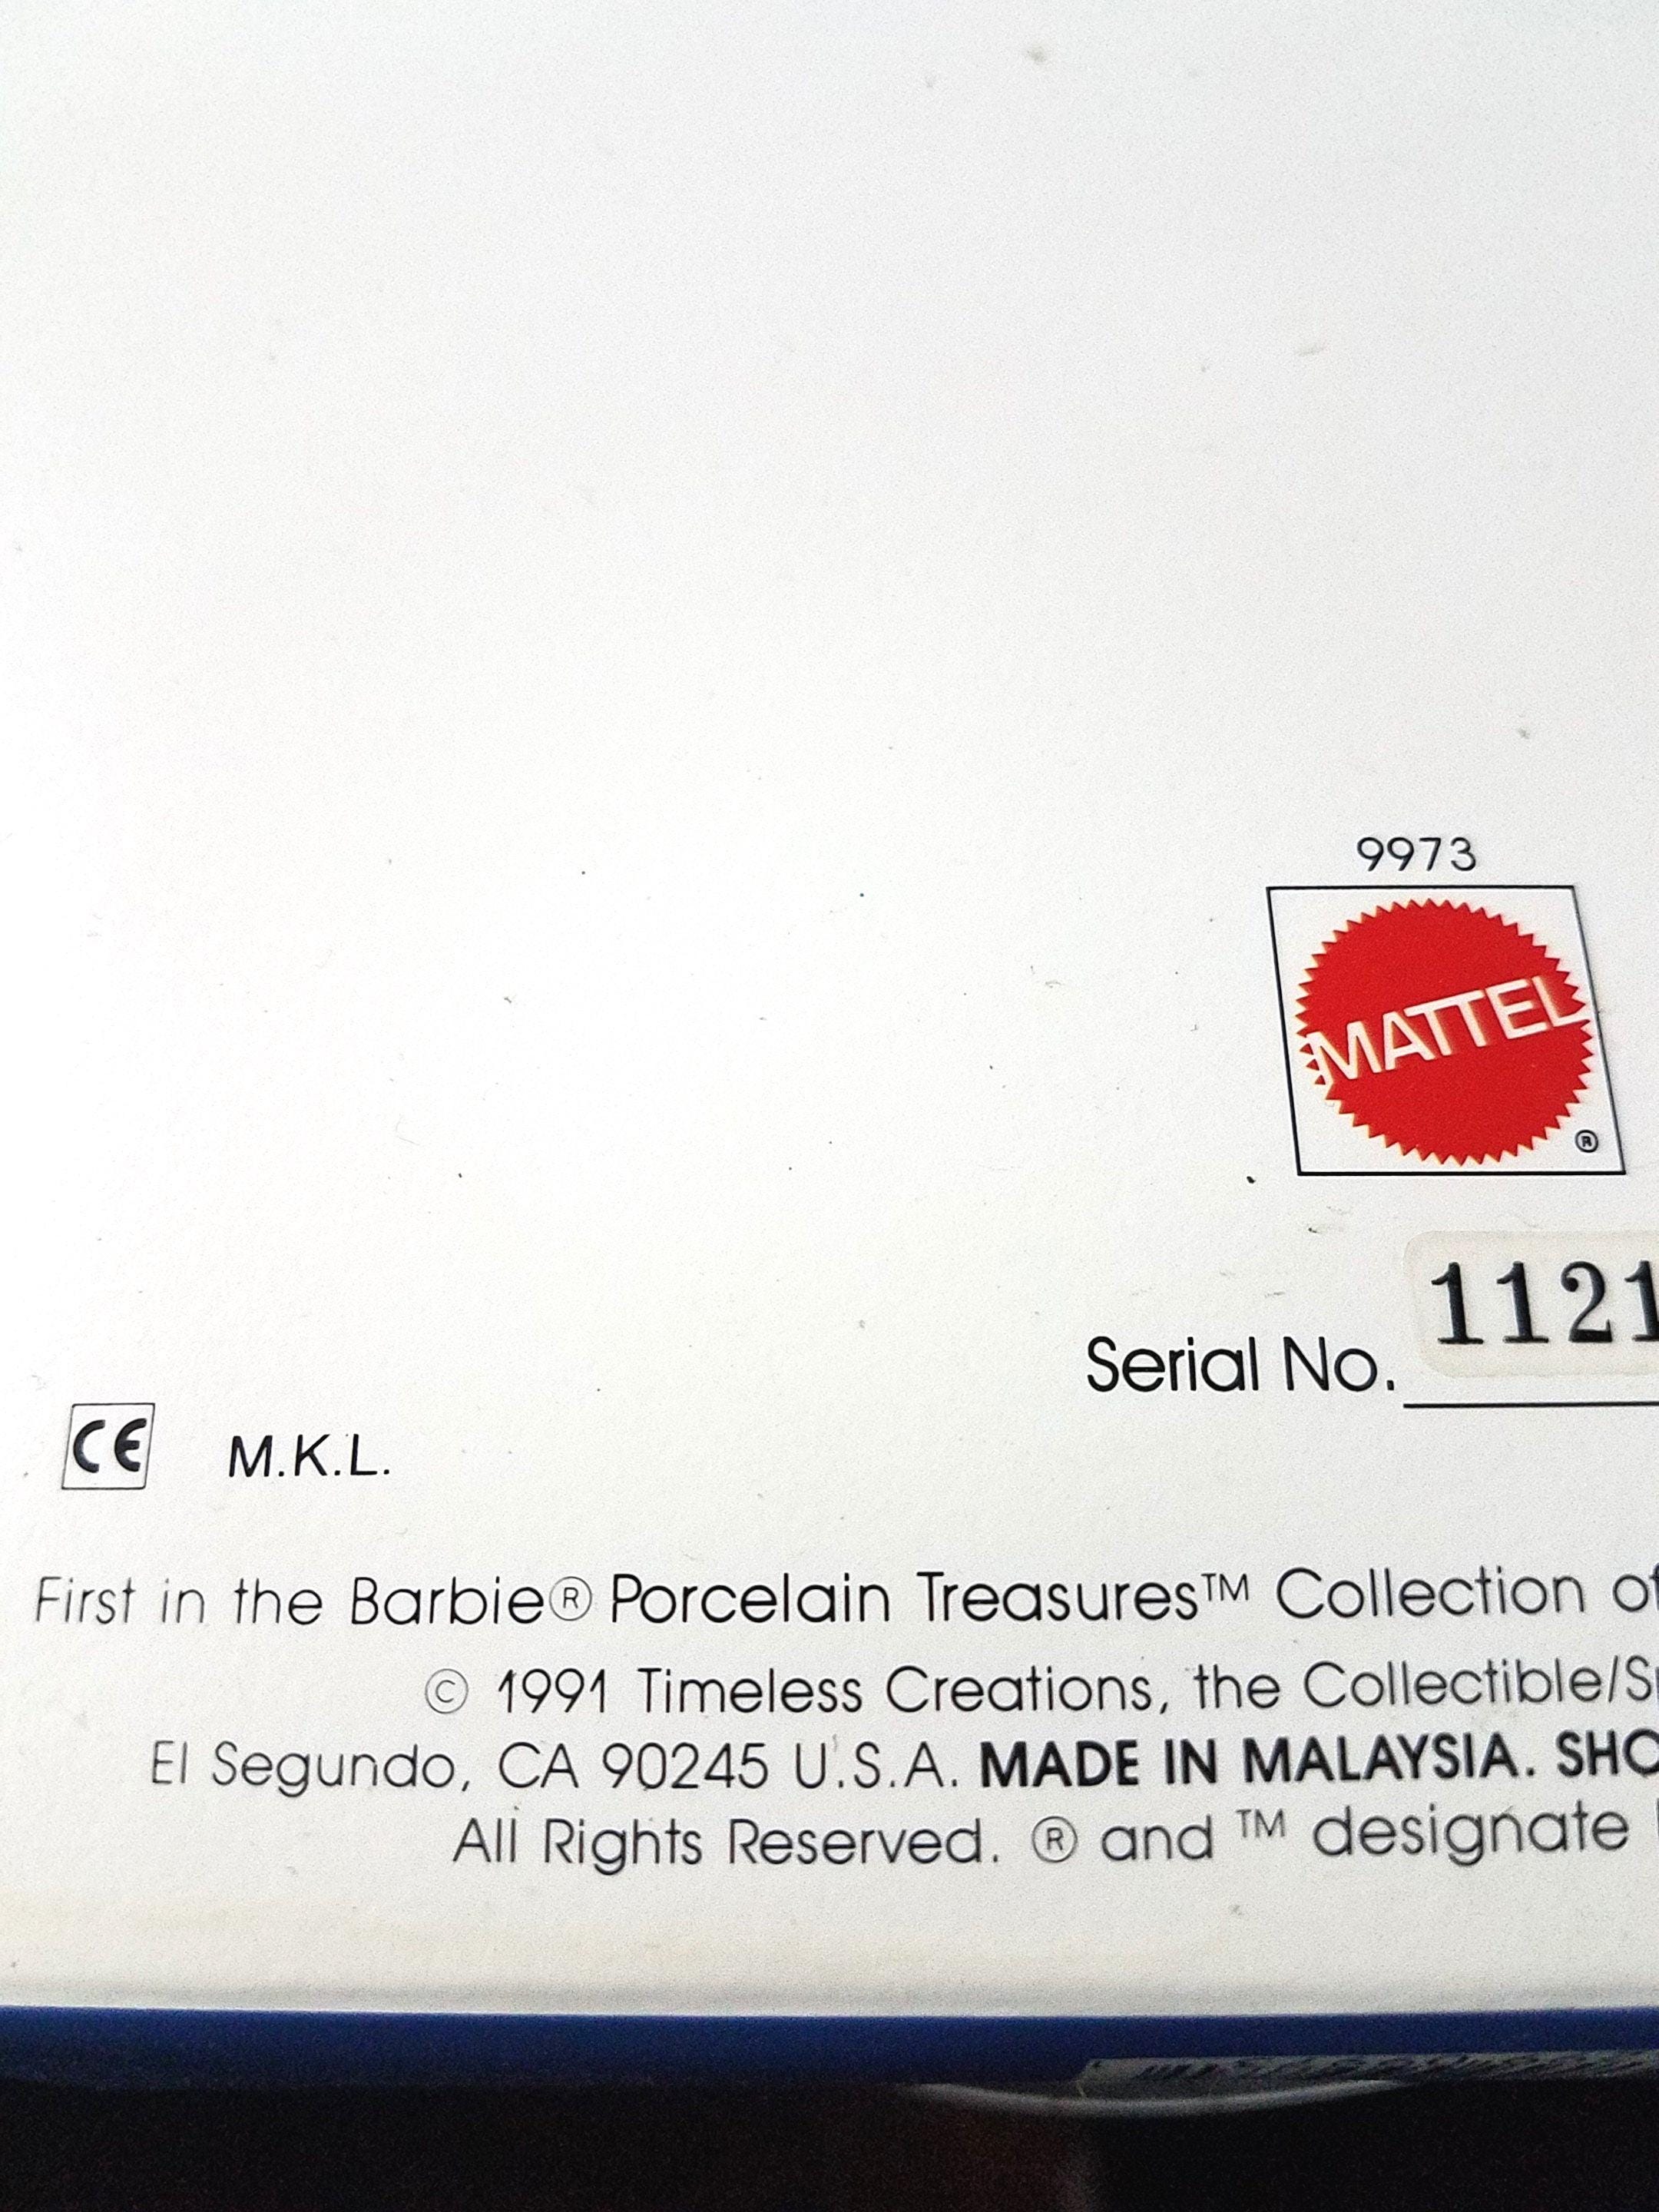 9973
MATTEL
®
1121
Serial No.
CE M.K.L.
First in the Barbie® Porcelain Treasures™ Collection of
© 1991 Timeless Creations, the Collectible/
El Segundo, CA 90245 U.S.A. MADE IN MALAYSIA.
All Rights Reserved. ® and ™ designate